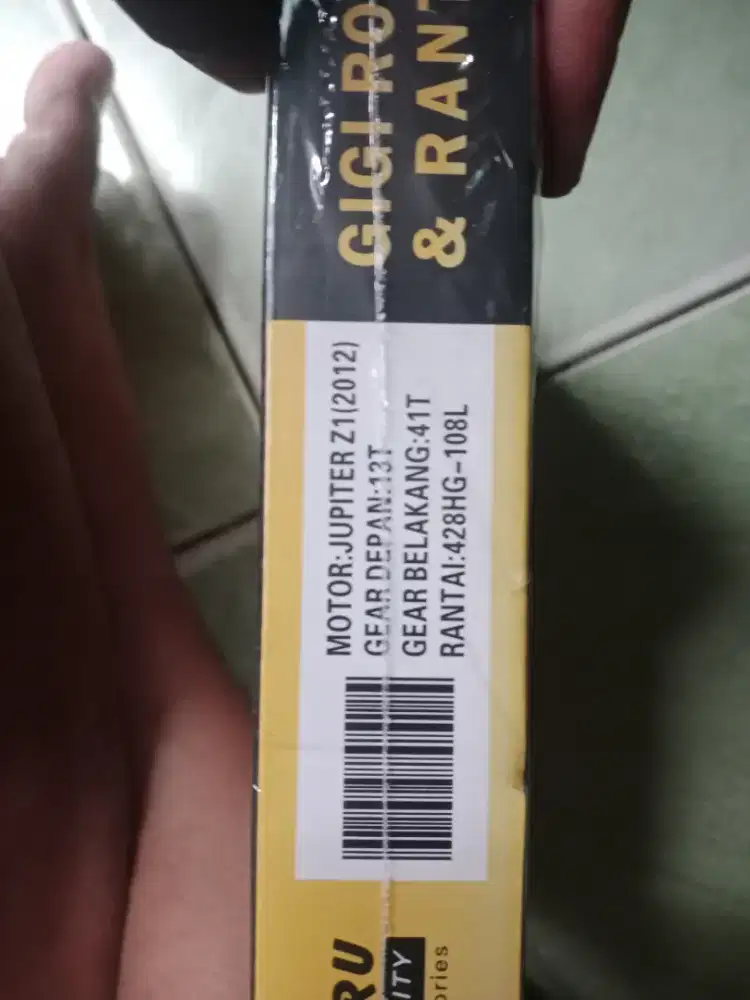 GIGI RO
& RANT
MOTOR:JUPITER Z1(2012)
GEAR DEPAN:13T
GEAR BELAKANG:41T
RANTAI:428HG-108L
RU
ITY
ories